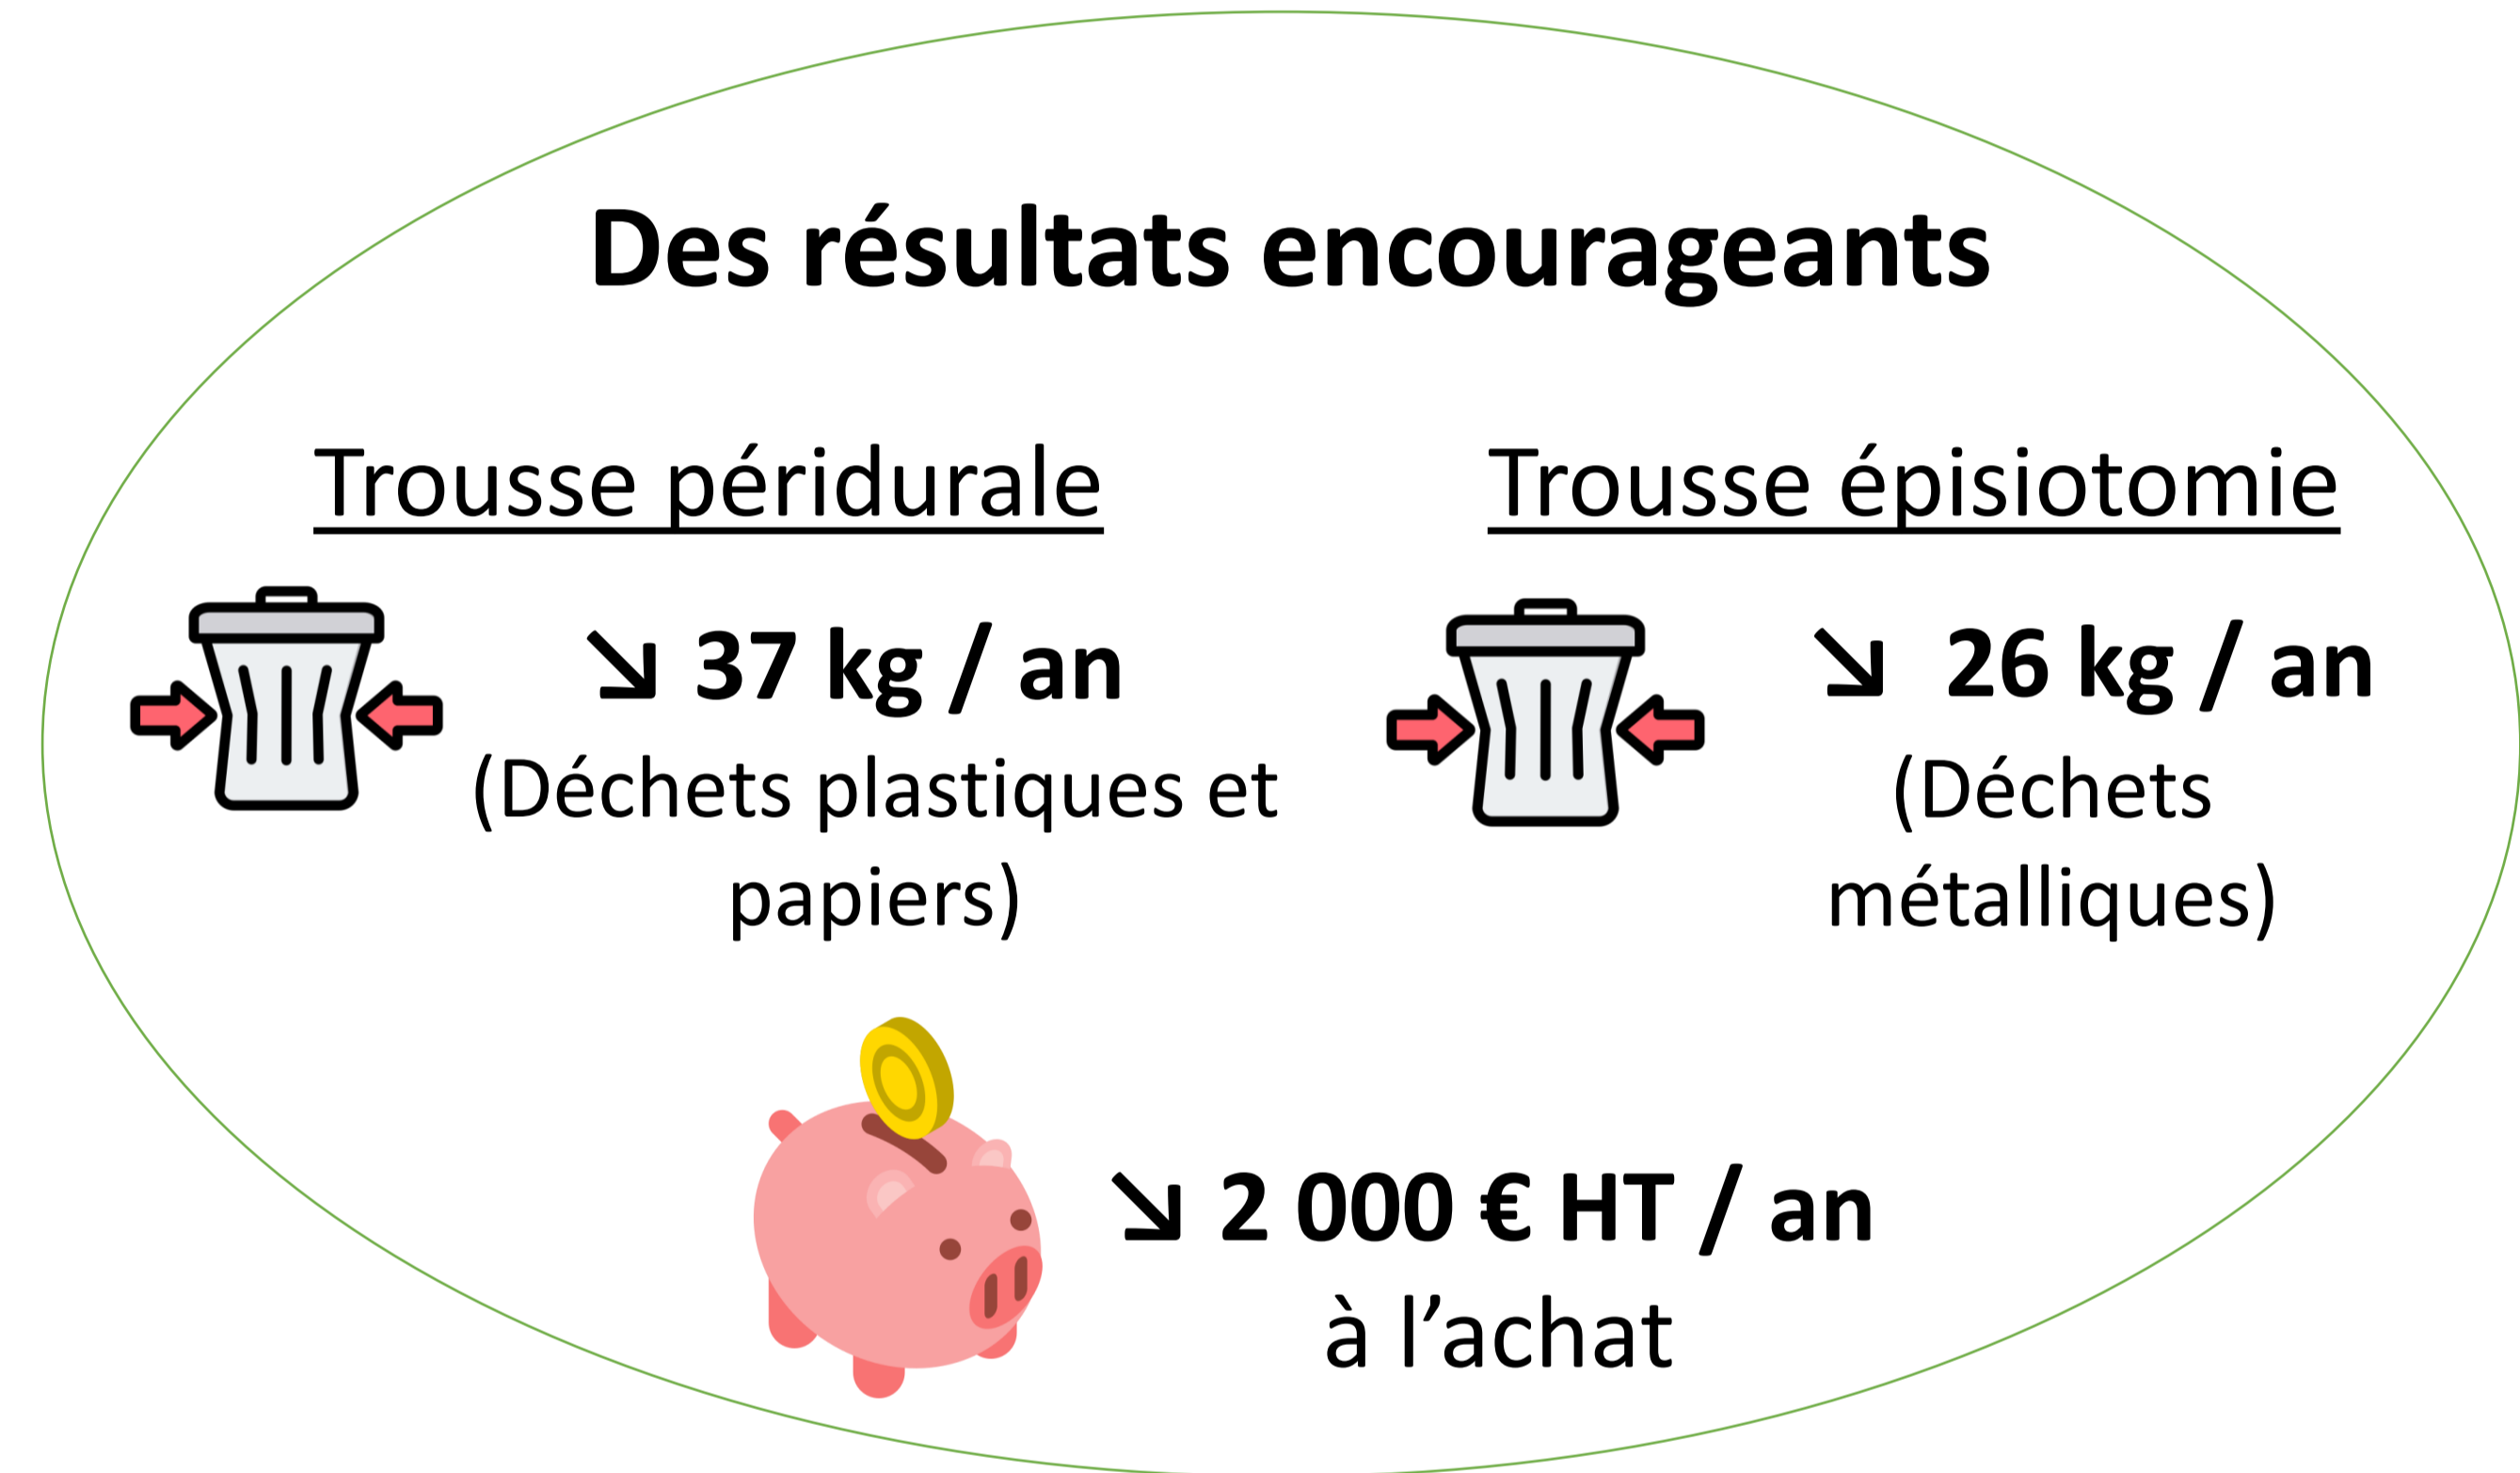 Des résultats encourageants
Trousse péridurale
↘ 37 kg / an
(Déchets plastiques et
papiers)
Trousse épisiotomie
↘ 26 kg / an
(Déchets
métalliques)
↘ 2 000 € HT / an
à l’achat